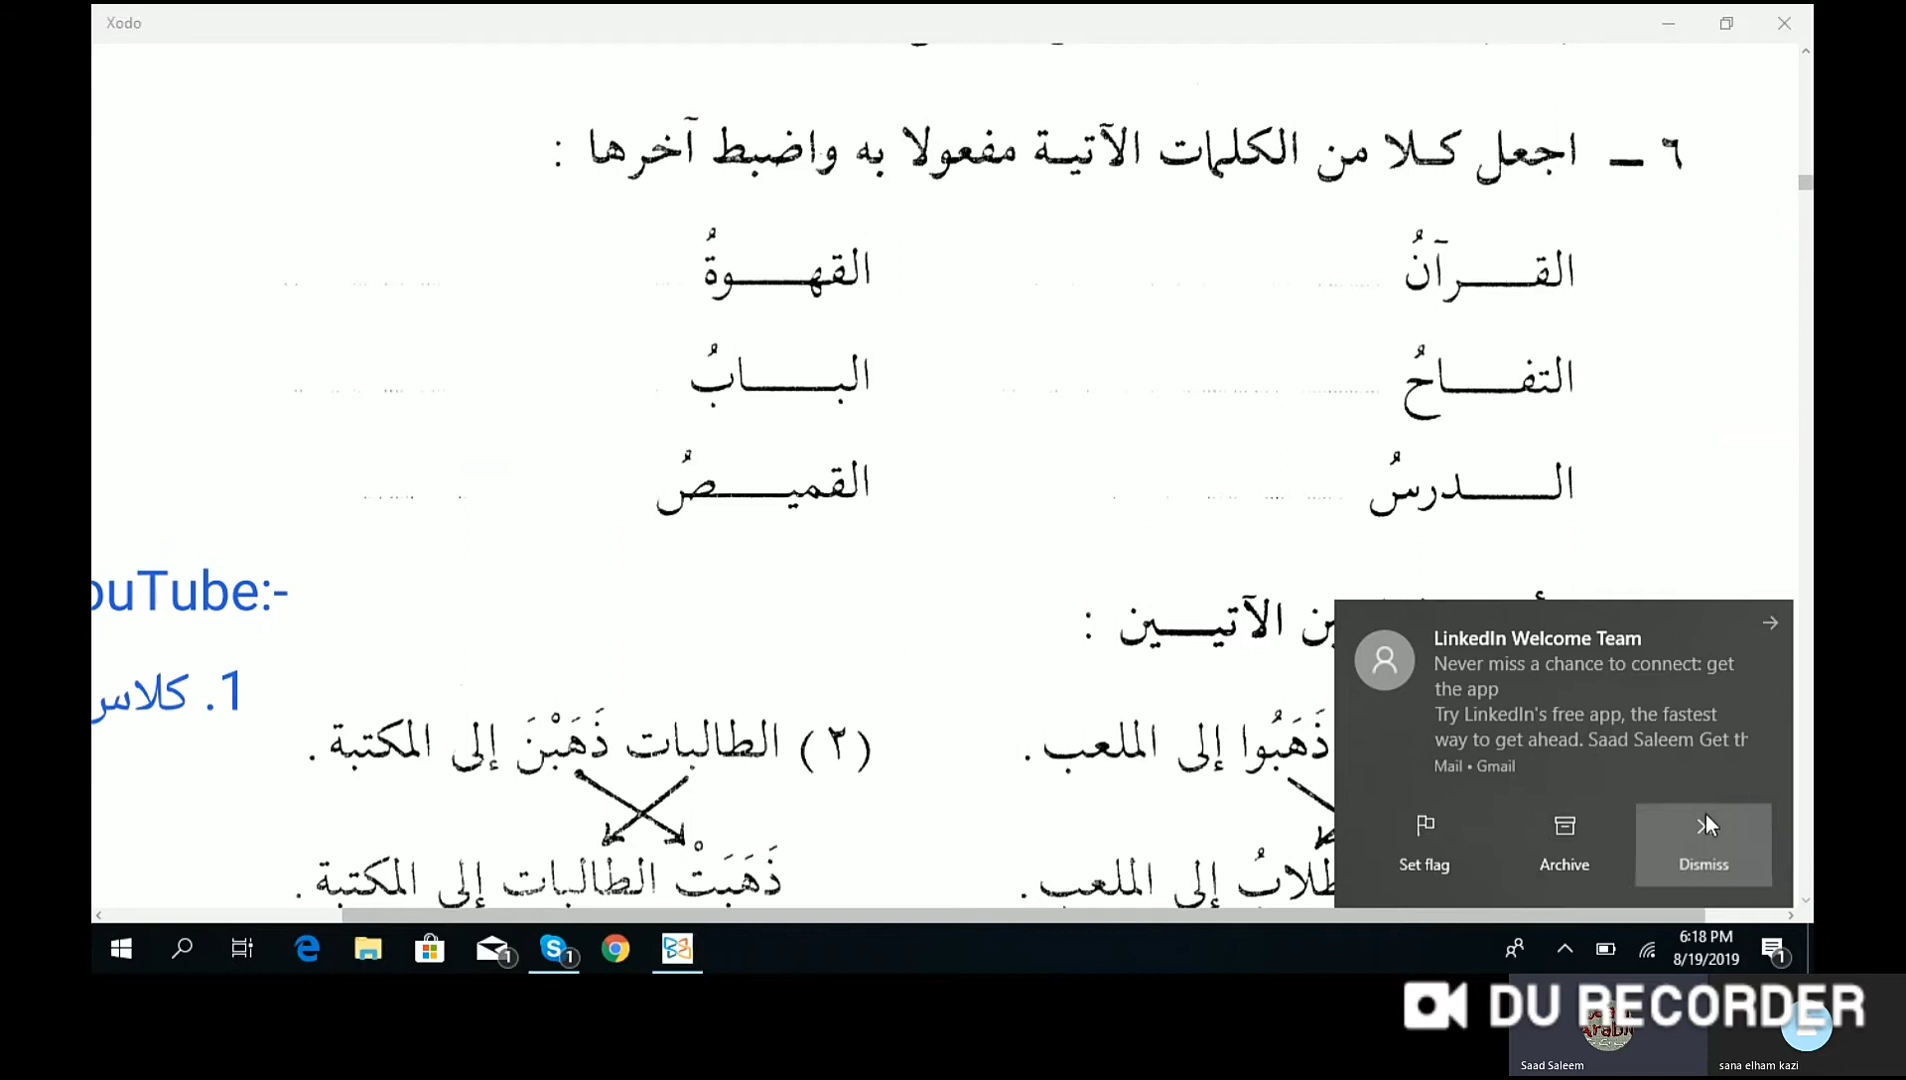 Xodo
٦ ـ اجعل كلا من الكلمات الآتية مفعولا به واضبط آخرها :
القرآنُ
القهوةُ
التفاحُ
البابُ
الدرسُ
القميصُ
ouTube:-
ين الآتيين :
1. كلاس
ذَهَبُوا إلى الملعب .
(٢) الطالبات ذَهَبْنَ إلى المكتبة .
طلابُ إلى الملعب .
ذَهَبَتْ الطالبات إلى المكتبة .
LinkedIn Welcome Team
Never miss a chance to connect: get
the app
Try LinkedIn's free app, the fastest
way to get ahead. Saad Saleem Get th
Mail • Gmail
Set flag
Archive
Dismiss
6:18 PM
8/19/2019
DU RECORDER
Saad Saleem
sana elham kazi